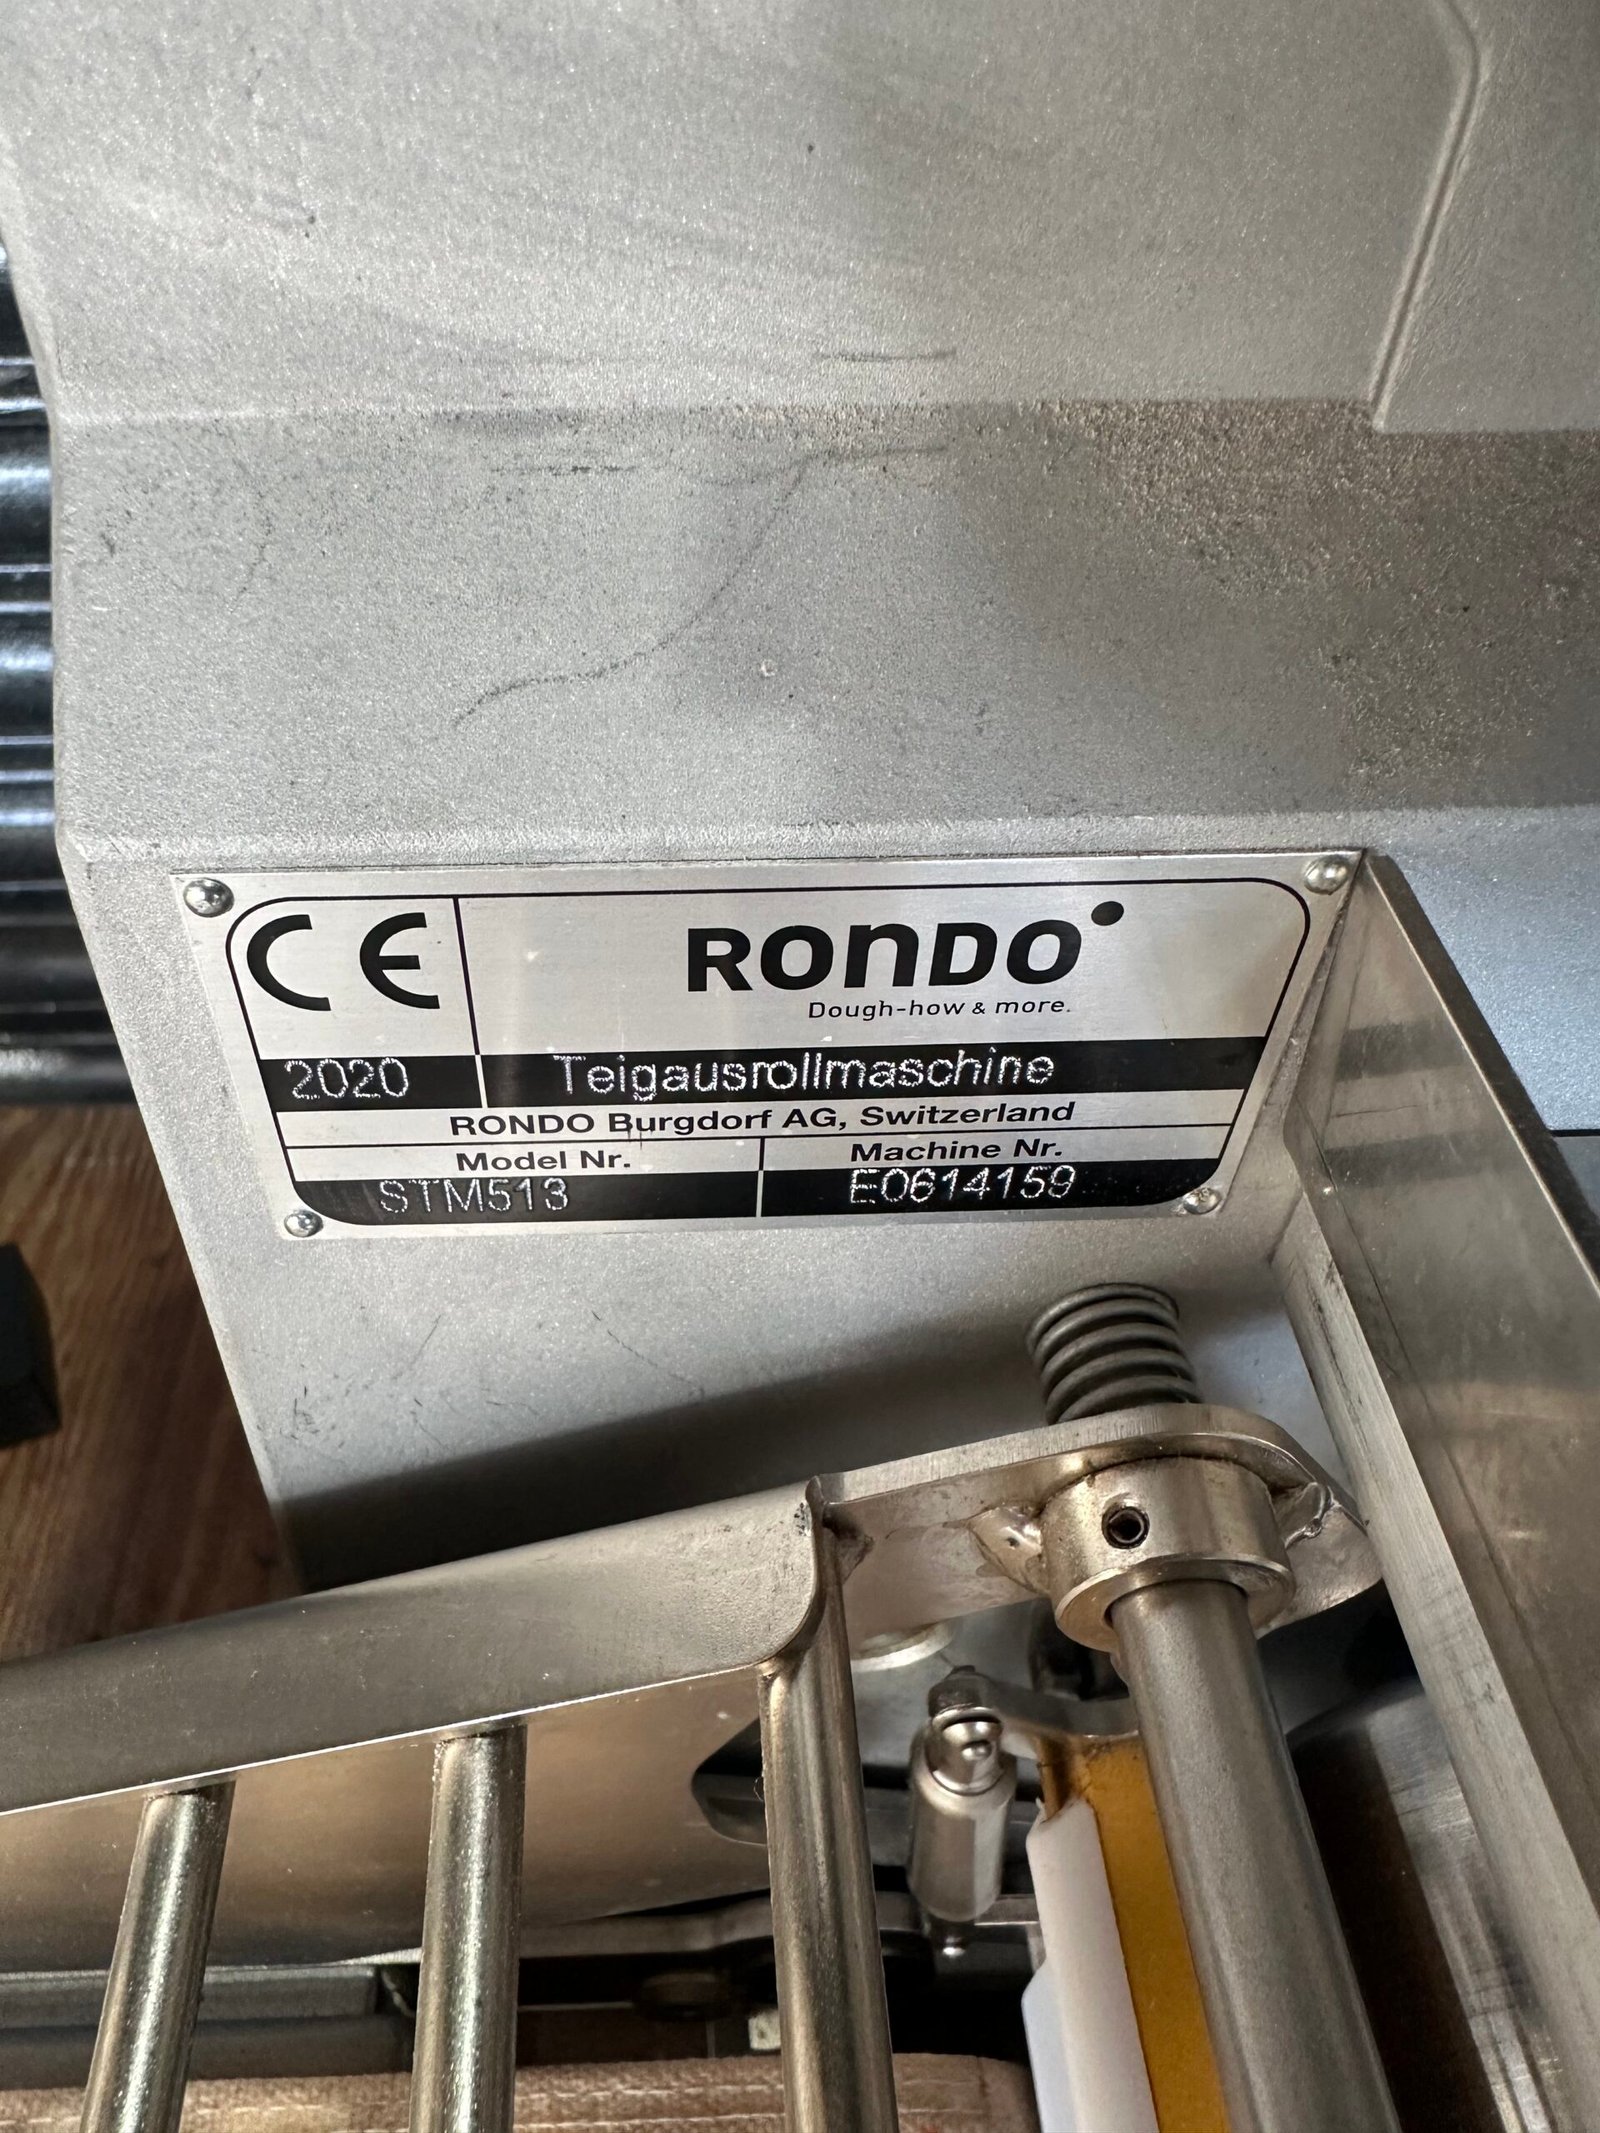 CE
RONDO
Dough-how & more.
2020 Teigausrollmaschine
RONDO Burgdorf AG, Switzerland
Model Nr. Machine Nr.
STM513 E0614159